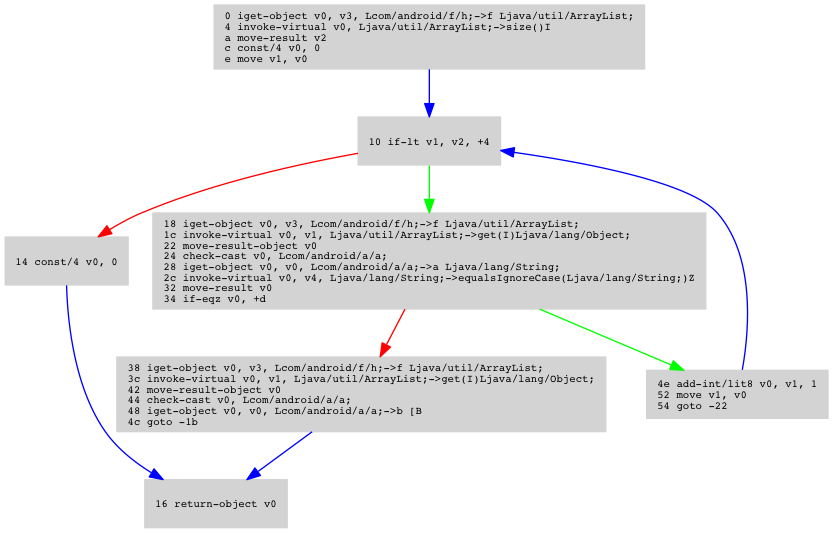 0 iget-object v0, v3, Lcom/android/f/h;->f Ljava/util/ArrayList;
4 invoke-virtual v0, Ljava/util/ArrayList;->size()I
a move-result v2
c const/4 v0, 0
e move v1, v0
10 if-lt v1, v2, +4
18 iget-object v0, v3, Lcom/android/f/h;->f Ljava/util/ArrayList;
1c invoke-virtual v0, v1, Ljava/util/ArrayList;->get(I)Ljava/lang/Object;
22 move-result-object v0
24 check-cast v0, Lcom/android/a/a;
28 iget-object v0, v0, Lcom/android/a/a;->a Ljava/lang/String;
2c invoke-virtual v0, v4, Ljava/lang/String;->equalsIgnoreCase(Ljava/lang/String;)Z
32 move-result v0
34 if-eqz v0, +d
14 const/4 v0, 0
38 iget-object v0, v3, Lcom/android/f/h;->f Ljava/util/ArrayList;
3c invoke-virtual v0, v1, Ljava/util/ArrayList;->get(I)Ljava/lang/Object;
42 move-result-object v0
44 check-cast v0, Lcom/android/a/a;
48 iget-object v0, v0, Lcom/android/a/a;->b [B
4c goto -1b
4e add-int/lit8 v0, v1, 1
52 move v1, v0
54 goto -22
16 return-object v0